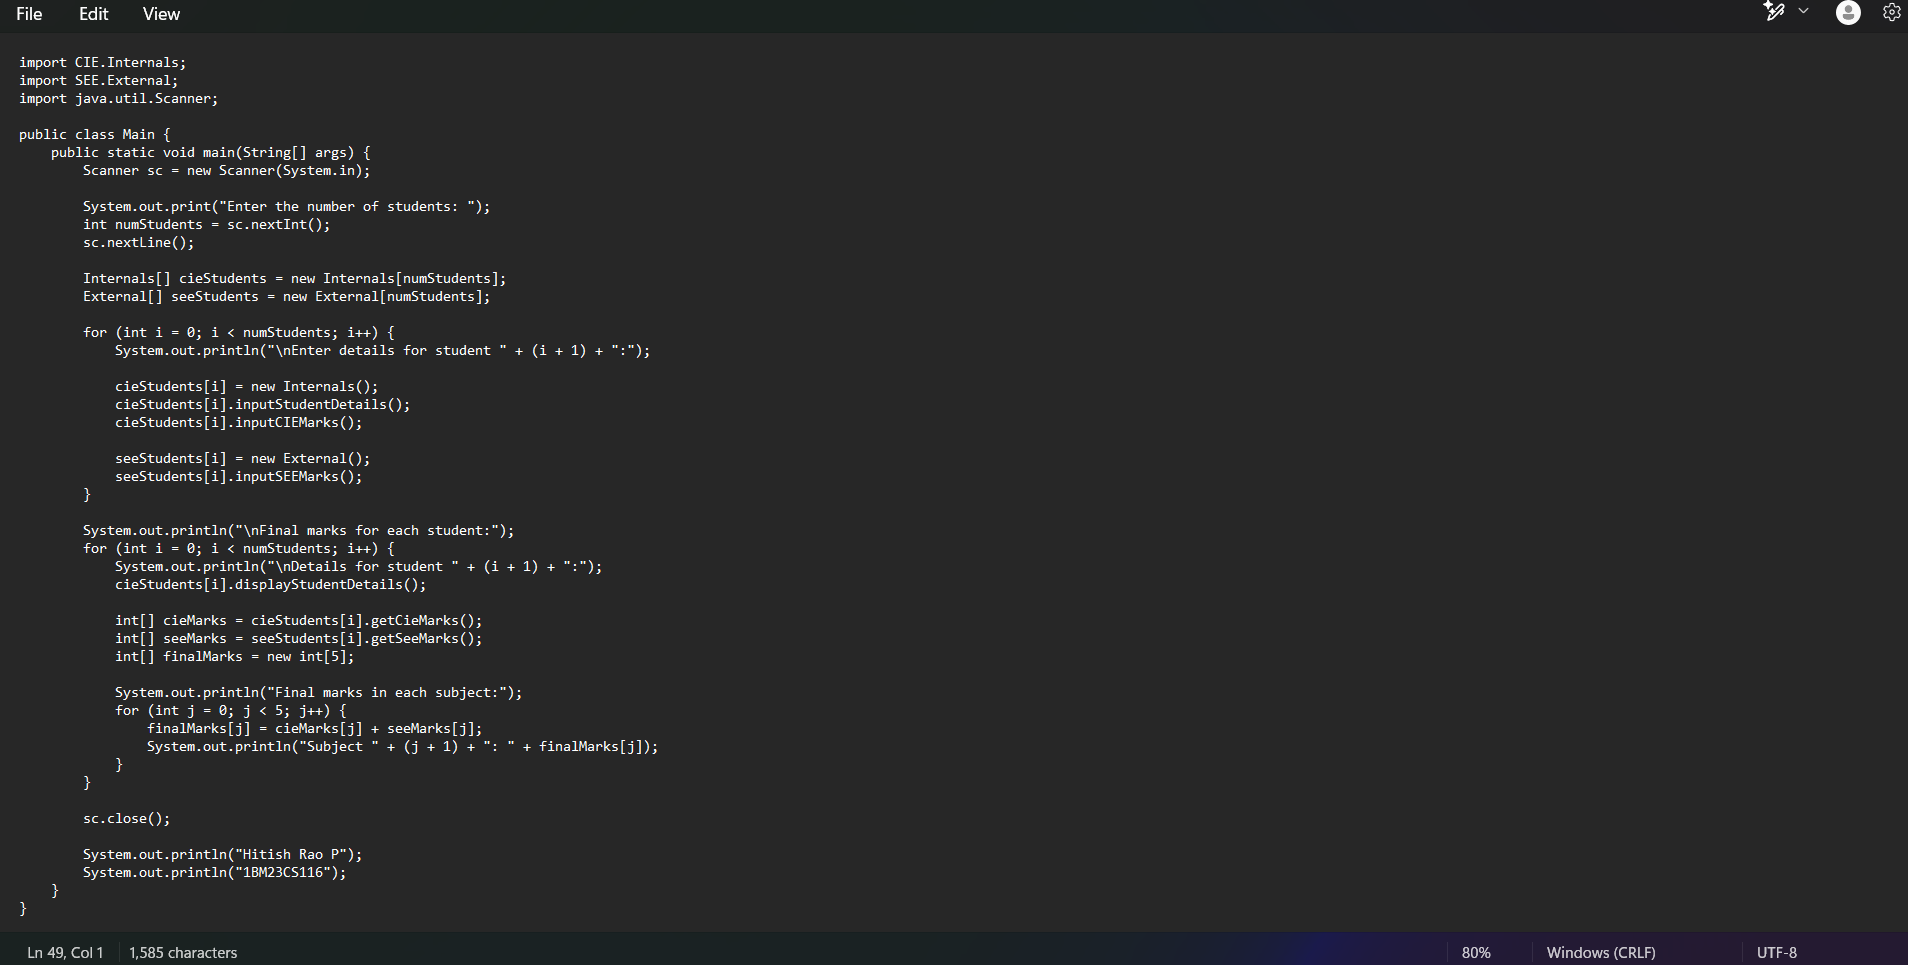 File Edit View
import CIE.Internals;
import SEE.External;
import java.util.Scanner;
public class Main {
    public static void main(String[] args) {
        Scanner sc = new Scanner(System.in);
        System.out.print("Enter the number of students: ");
        int numStudents = sc.nextInt();
        sc.nextLine();
        Internals[] cieStudents = new Internals[numStudents];
        External[] seeStudents = new External[numStudents];
        for (int i = 0; i < numStudents; i++) {
            System.out.println("\nEnter details for student " + (i + 1) + ":");
            cieStudents[i] = new Internals();
            cieStudents[i].inputStudentDetails();
            cieStudents[i].inputCIEMarks();
            seeStudents[i] = new External();
            seeStudents[i].inputSEEMarks();
        }
        System.out.println("\nFinal marks for each student:");
        for (int i = 0; i < numStudents; i++) {
            System.out.println("\nDetails for student " + (i + 1) + ":");
            cieStudents[i].displayStudentDetails();
            int[] cieMarks = cieStudents[i].getCieMarks();
            int[] seeMarks = seeStudents[i].getSeeMarks();
            int[] finalMarks = new int[5];
            System.out.println("Final marks in each subject:");
            for (int j = 0; j < 5; j++) {
                finalMarks[j] = cieMarks[j] + seeMarks[j];
                System.out.println("Subject " + (j + 1) + ": " + finalMarks[j]);
            }
        }
        sc.close();
        System.out.println("Hitish Rao P");
        System.out.println("1BM23CS116");
    }
}
Ln 49, Col 1 1,585 characters 80% Windows (CRLF) UTF-8